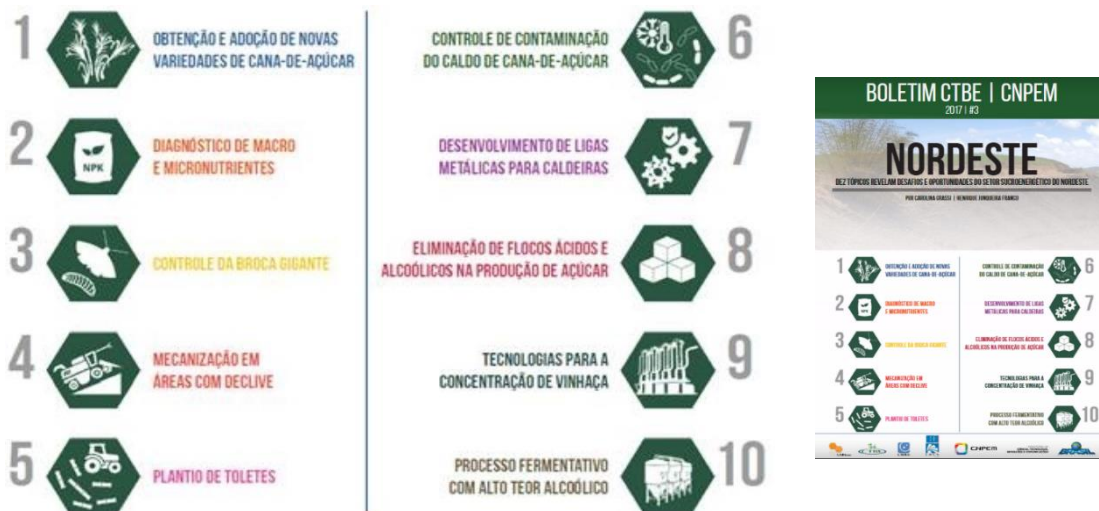 1
OBTENÇÃO E ADOÇÃO DE NOVAS
VARIEDADES DE CANA-DE-AÇÚCAR
2
NPK
DIAGNÓSTICO DE MACRO
E MICRONUTRIENTES
3
CONTROLE DA BROCA GIGANTE
4
MECANIZAÇÃO EM
ÁREAS COM DECLIVE
5
PLANTIO DE TOLETES
CONTROLE DE CONTAMINAÇÃO
DO CALDO DE CANA-DE-AÇÚCAR
6
DESENVOLVIMENTO DE LIGAS
METÁLICAS PARA CALDEIRAS
7
ELIMINAÇÃO DE FLOCOS ÁCIDOS E
ALCOÓLICOS NA PRODUÇÃO DE AÇÚCAR
8
TECNOLOGIAS PARA A
CONCENTRAÇÃO DE VINHAÇA
9
PROCESSO FERMENTATIVO
COM ALTO TEOR ALCOÓLICO
10
BOLETIM CTBE | CNPEM
2017 | #3
NORDESTE
DEZ TÓPICOS REVELAM DESAFIOS E OPORTUNIDADES DO SETOR SUCROENERGÉTICO DO NORDESTE
POR CAROLINA GRASSI | HENRIQUE JUNQUEIRA FRANCO
1
OBTENÇÃO E ADOÇÃO DE NOVAS
VARIEDADES DE CANA-DE-AÇÚCAR
2
DIAGNÓSTICO DE MACRO
E MICRONUTRIENTES
3
CONTROLE DA BROCA GIGANTE
4
MECANIZAÇÃO EM
ÁREAS COM DECLIVE
5
PLANTIO DE TOLETES
CONTROLE DE CONTAMINAÇÃO
DO CALDO DE CANA-DE-AÇÚCAR
6
DESENVOLVIMENTO DE LIGAS
METÁLICAS PARA CALDEIRAS
7
ELIMINAÇÃO DE FLOCOS ÁCIDOS E
ALCOÓLICOS NA PRODUÇÃO DE AÇÚCAR
8
TECNOLOGIAS PARA A
CONCENTRAÇÃO DE VINHAÇA
9
PROCESSO FERMENTATIVO
COM ALTO TEOR ALCOÓLICO
10
CNPEM
BRASIL